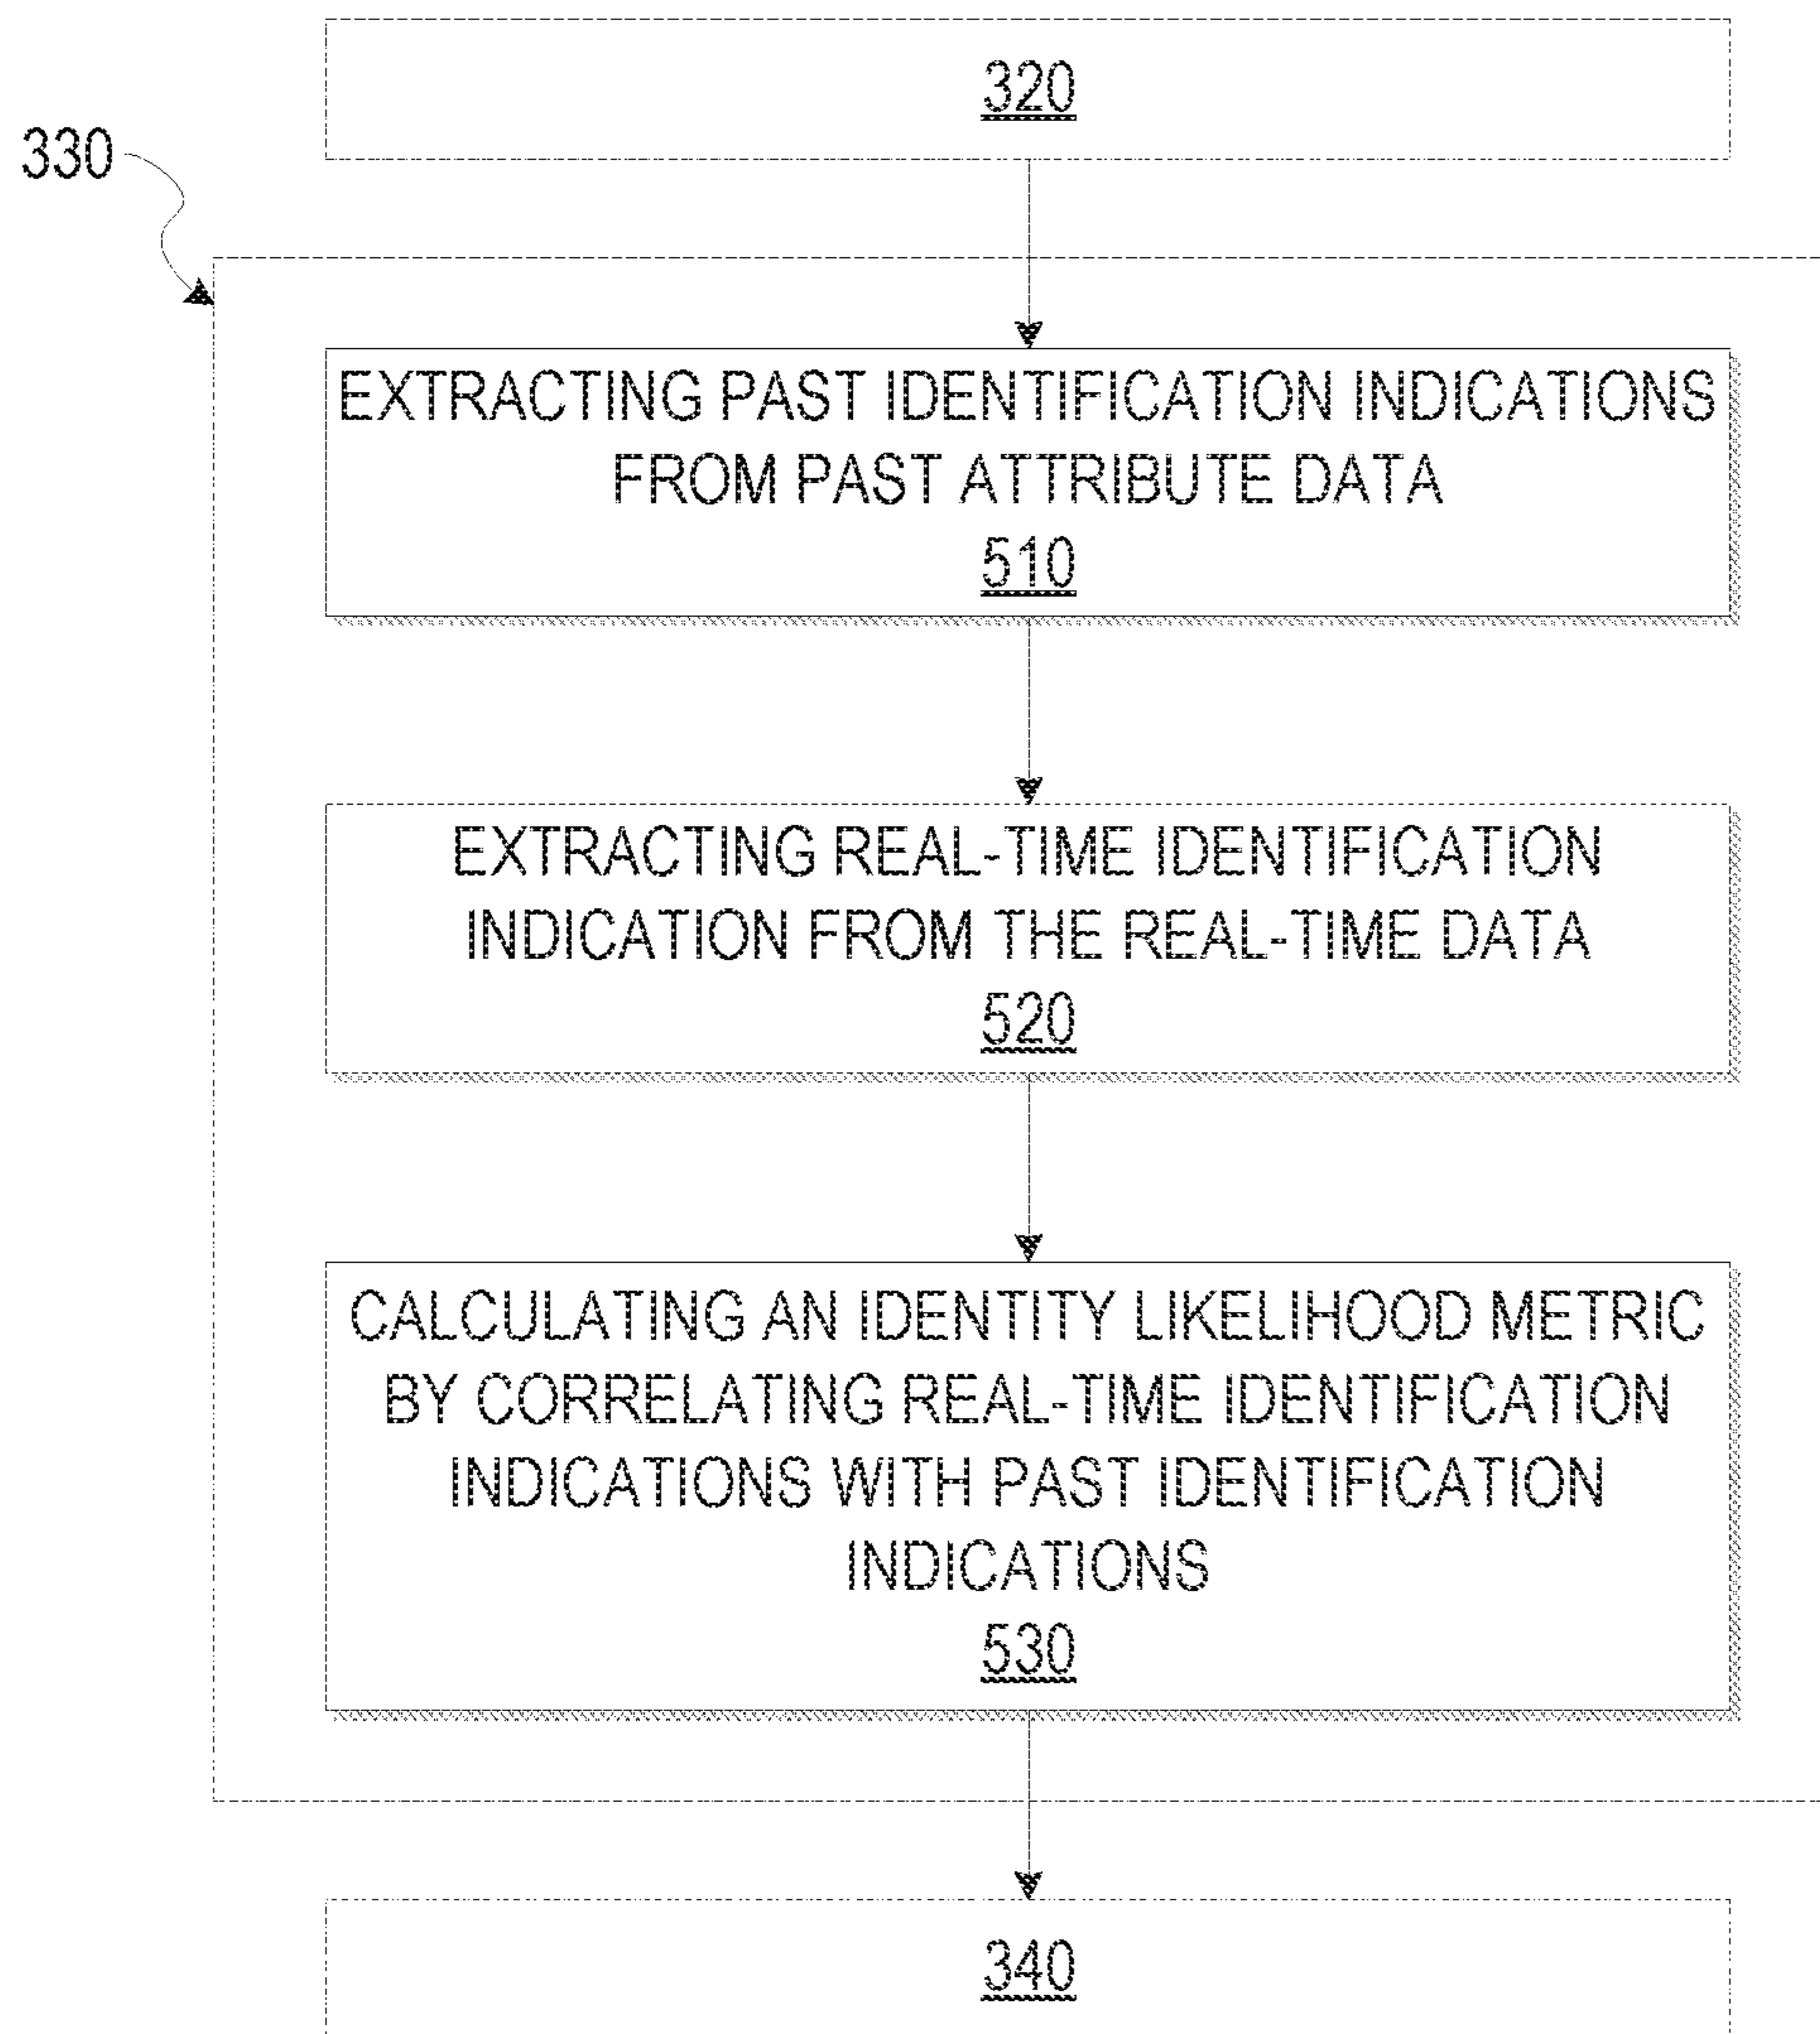 320
330
EXTRACTING PAST IDENTIFICATION INDICATIONS
FROM PAST ATTRIBUTE DATA
510
EXTRACTING REAL-TIME IDENTIFICATION
INDICATION FROM THE REAL-TIME DATA
520
CALCULATING AN IDENTITY LIKELIHOOD METRIC
BY CORRELATING REAL-TIME IDENTIFICATION
INDICATIONS WITH PAST IDENTIFICATION
INDICATIONS
530
340